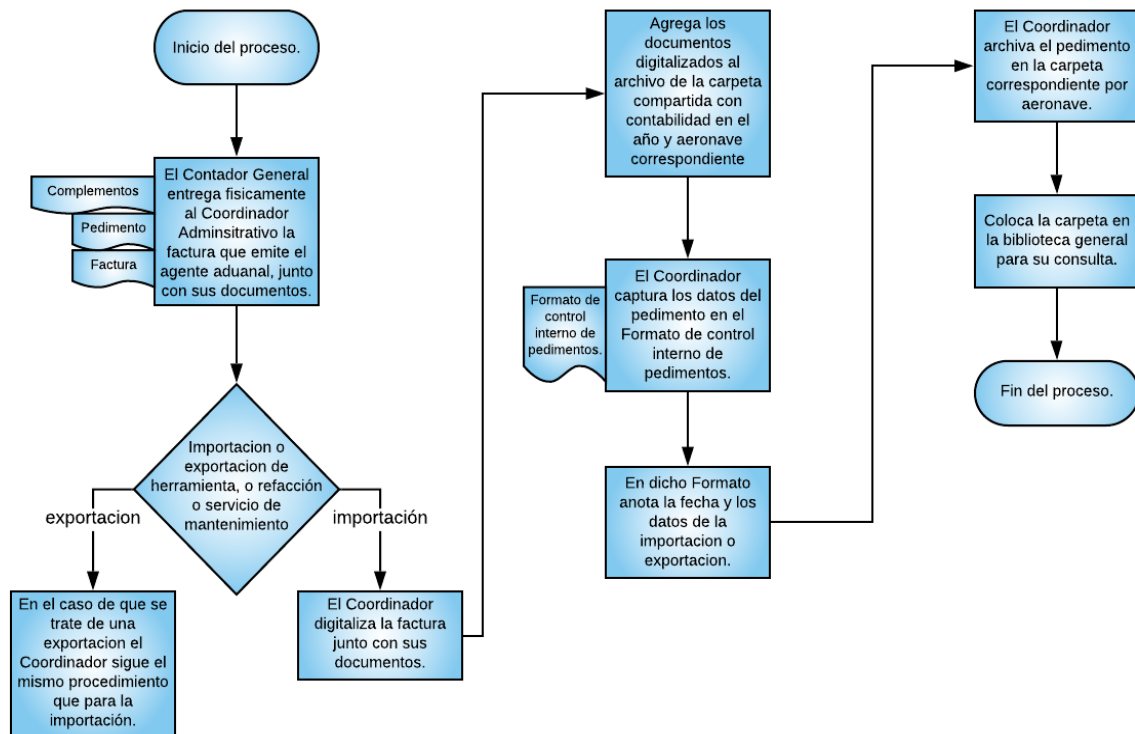 Inicio del proceso.
Complementos
Pedimento
Factura
El Contador General
entrega fisicamente
al Coordinador
Adminsitrativo la
factura que emite el
agente aduanal, junto
con sus documentos.
Importacion o
exportacion de
herramienta, o refacción
o servicio de
mantenimiento
exportacion
importación
En el caso de que se
trate de una
exportacion el
Coordinador sigue el
mismo procedimiento
que para la
importación.
El Coordinador
digitaliza la factura
junto con sus
documentos.
Agrega los
documentos
digitalizados al
archivo de la carpeta
compartida con
contabilidad en el
año y aeronave
correspondiente
Formato de
control
interno de
pedimentos.
El Coordinador
captura los datos del
pedimento en el
Formato de control
interno de
pedimentos.
En dicho Formato
anota la fecha y los
datos de la
importacion o
exportacion.
El Coordinador
archiva el pedimento
en la carpeta
correspondiente por
aeronave.
Coloca la carpeta en
la biblioteca general
para su consulta.
Fin del proceso.